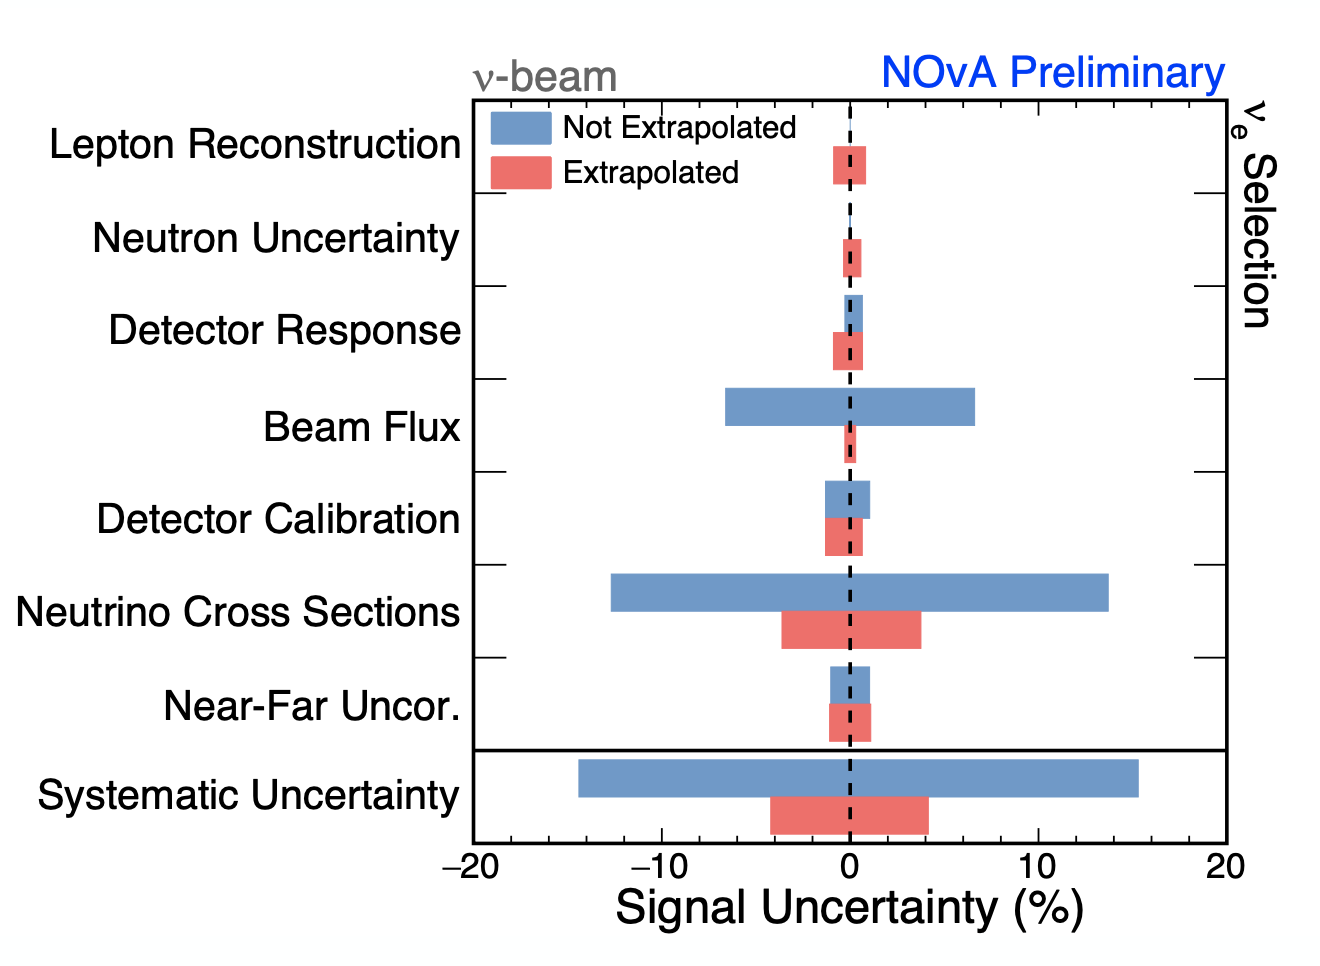 ν-beam
NOvA Preliminary
Not Extrapolated
Extrapolated
νe Selection
Lepton Reconstruction
Neutron Uncertainty
Detector Response
Beam Flux
Detector Calibration
Neutrino Cross Sections
Near-Far Uncor.
Systematic Uncertainty
−20 −10 0 10 20
Signal Uncertainty (%)